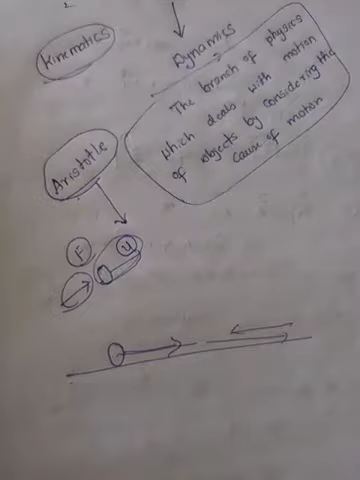 Kinematics
Dynamics
The branch of physics
which deals with motion
of objects by considering the
cause of motion
Aristotle
F
u